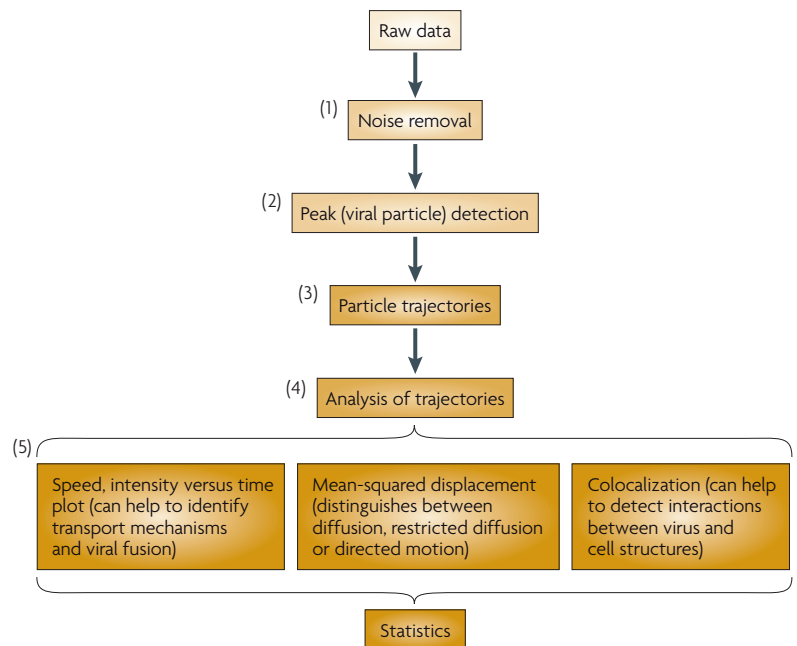 Raw data
(1)
Noise removal
(2)
Peak (viral particle) detection
(3)
Particle trajectories
(4)
Analysis of trajectories
(5)
Speed, intensity versus time
plot (can help to identify
transport mechanisms
and viral fusion)
Mean-squared displacement
(distinguishes between
diffusion, restricted diffusion
or directed motion)
Colocalization (can help
to detect interactions
between virus and
cell structures)
Statistics